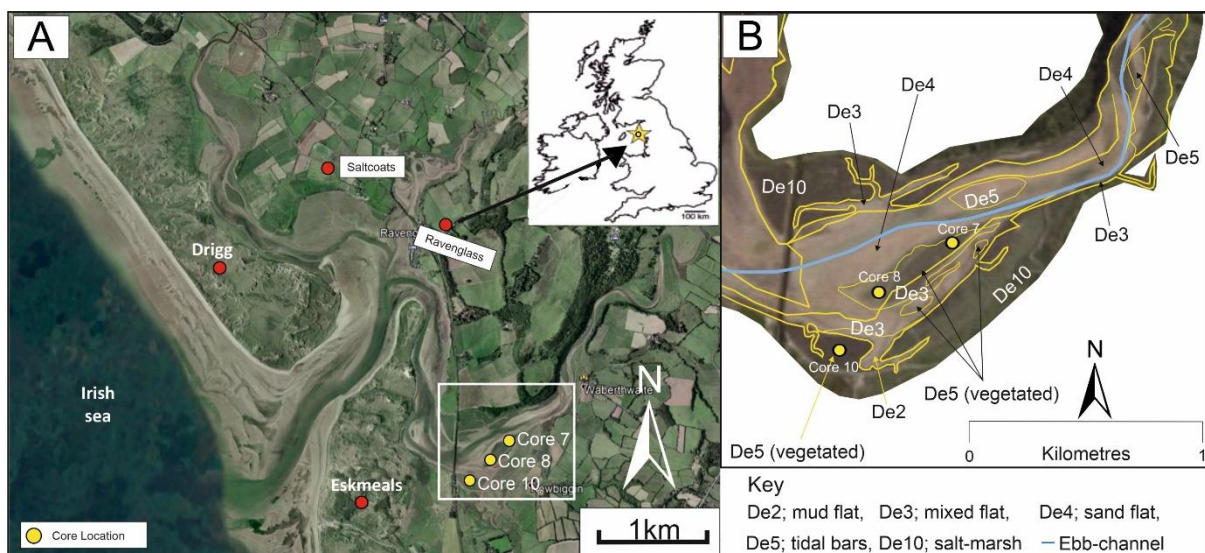 A
Saltcoats
Ravenglass
Drigg
Irish
sea
Waberthwaite
N
Core 7
Core 8
Core 10
Eskmeals
Core Location
1km
100 km
B
De4
De4
De3
De5
De10
De5
De3
Core 7
Core 8
De3
De10
De3
Core 10
De5 (vegetated)
De2
De5 (vegetated)
N
0 Kilometres 1
Key
De2; mud flat, De3; mixed flat, De4; sand flat,
De5; tidal bars, De10; salt-marsh Ebb-channel